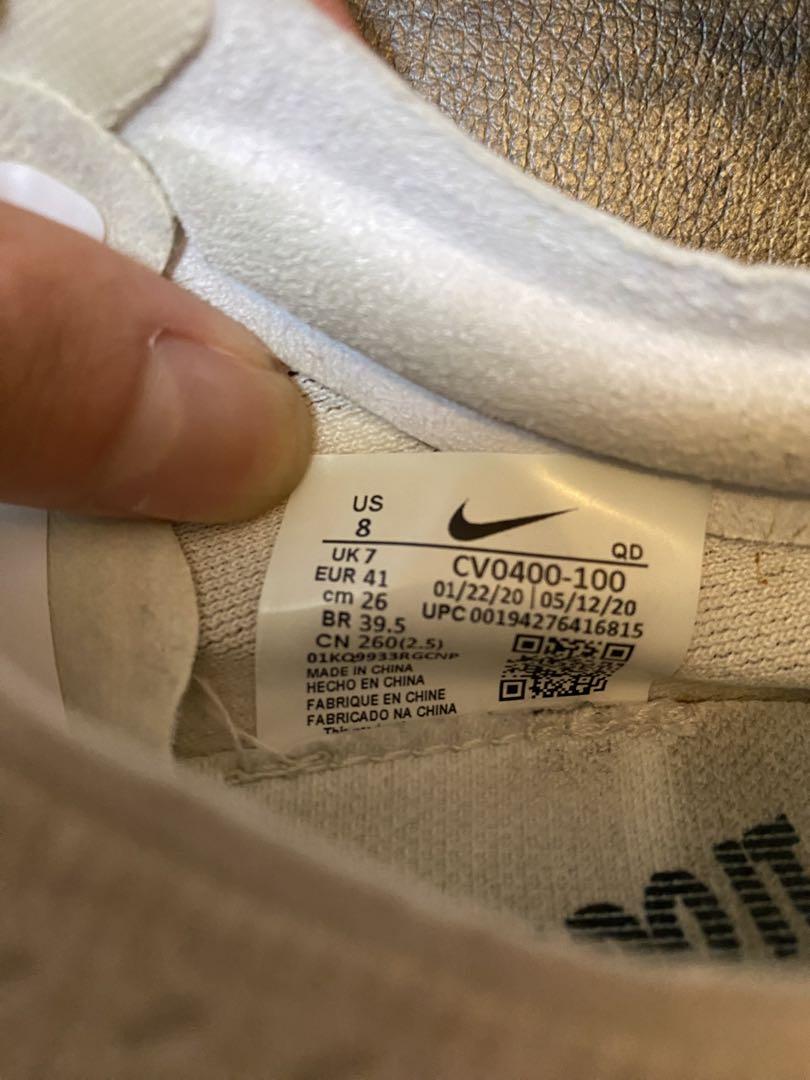 US
8
QD
UK 7
CV0400-100
EUR 41
01/22/20 | 05/12/20
cm 26
UPC 00194276416815
BR 39.5
CN 260(2.5)
01KQ9933RGCNP
MADE IN CHINA
HECHO EN CHINA
FABRIQUE EN CHINE
FABRICADO NA CHINA